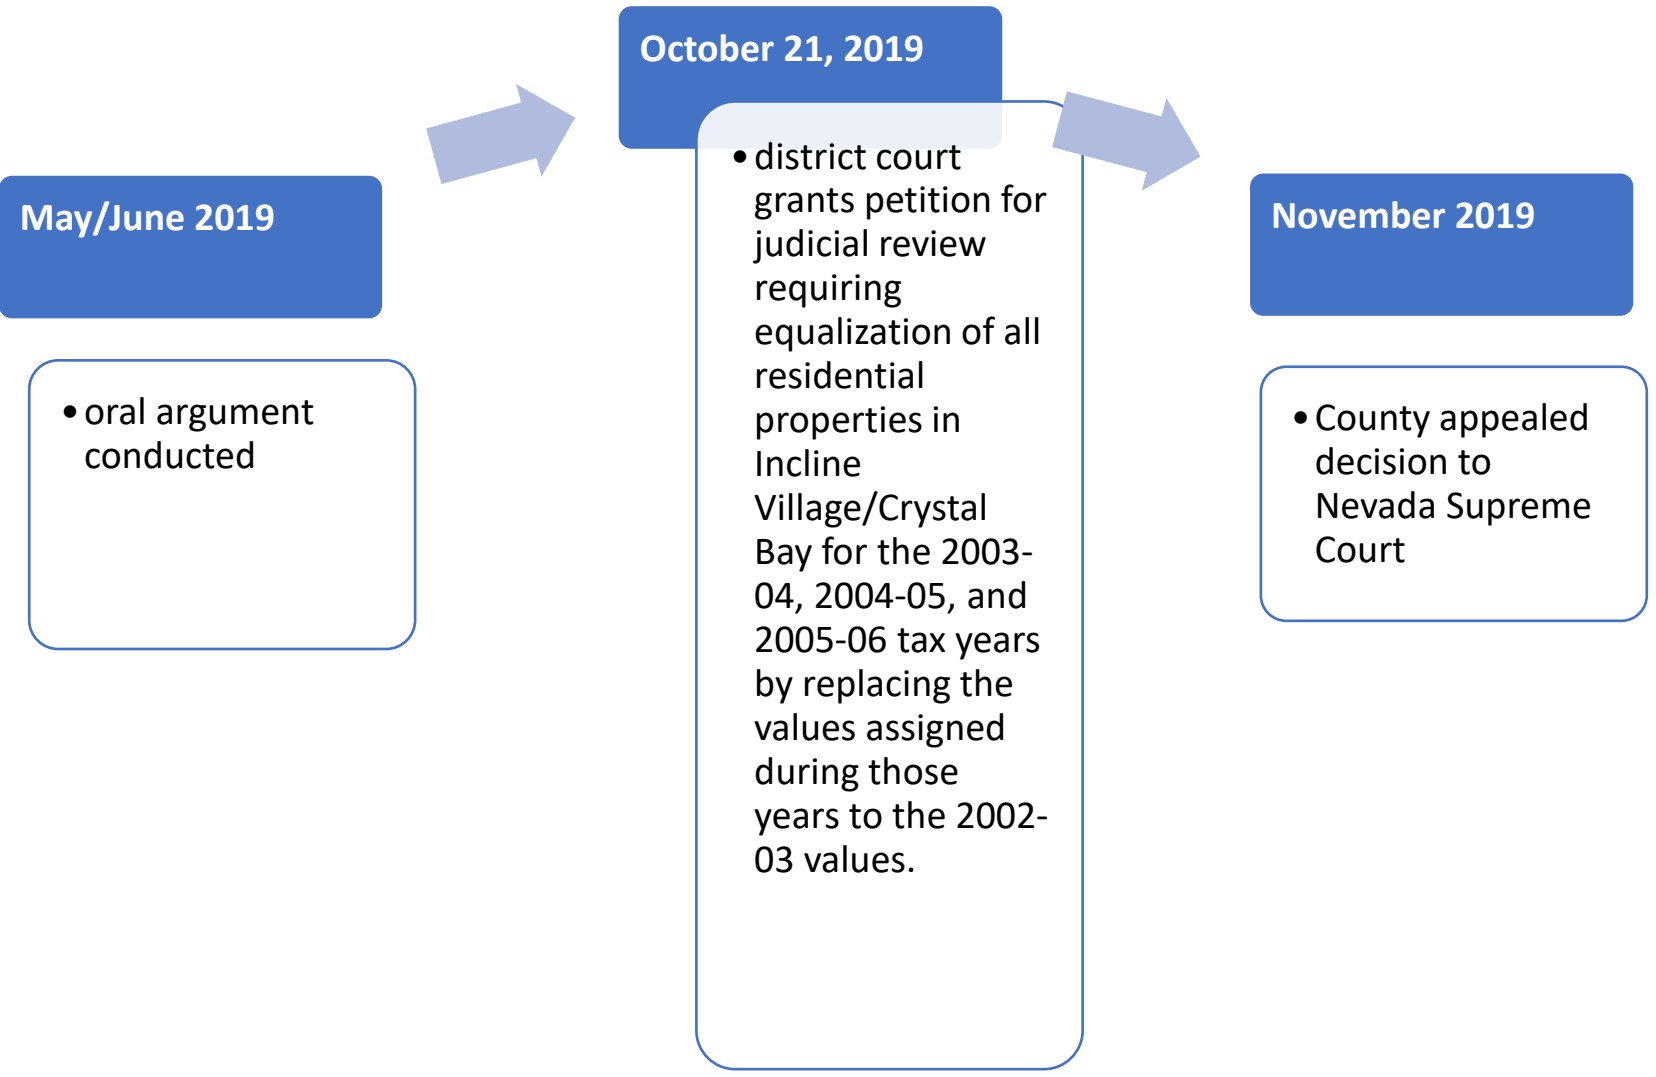 May/June 2019
• oral argument
conducted
October 21, 2019
• district court
grants petition for
judicial review
requiring
equalization of all
residential
properties in
Incline
Village/Crystal
Bay for the 2003-
04, 2004-05, and
2005-06 tax years
by replacing the
values assigned
during those
years to the 2002-
03 values.
November 2019
• County appealed
decision to
Nevada Supreme
Court